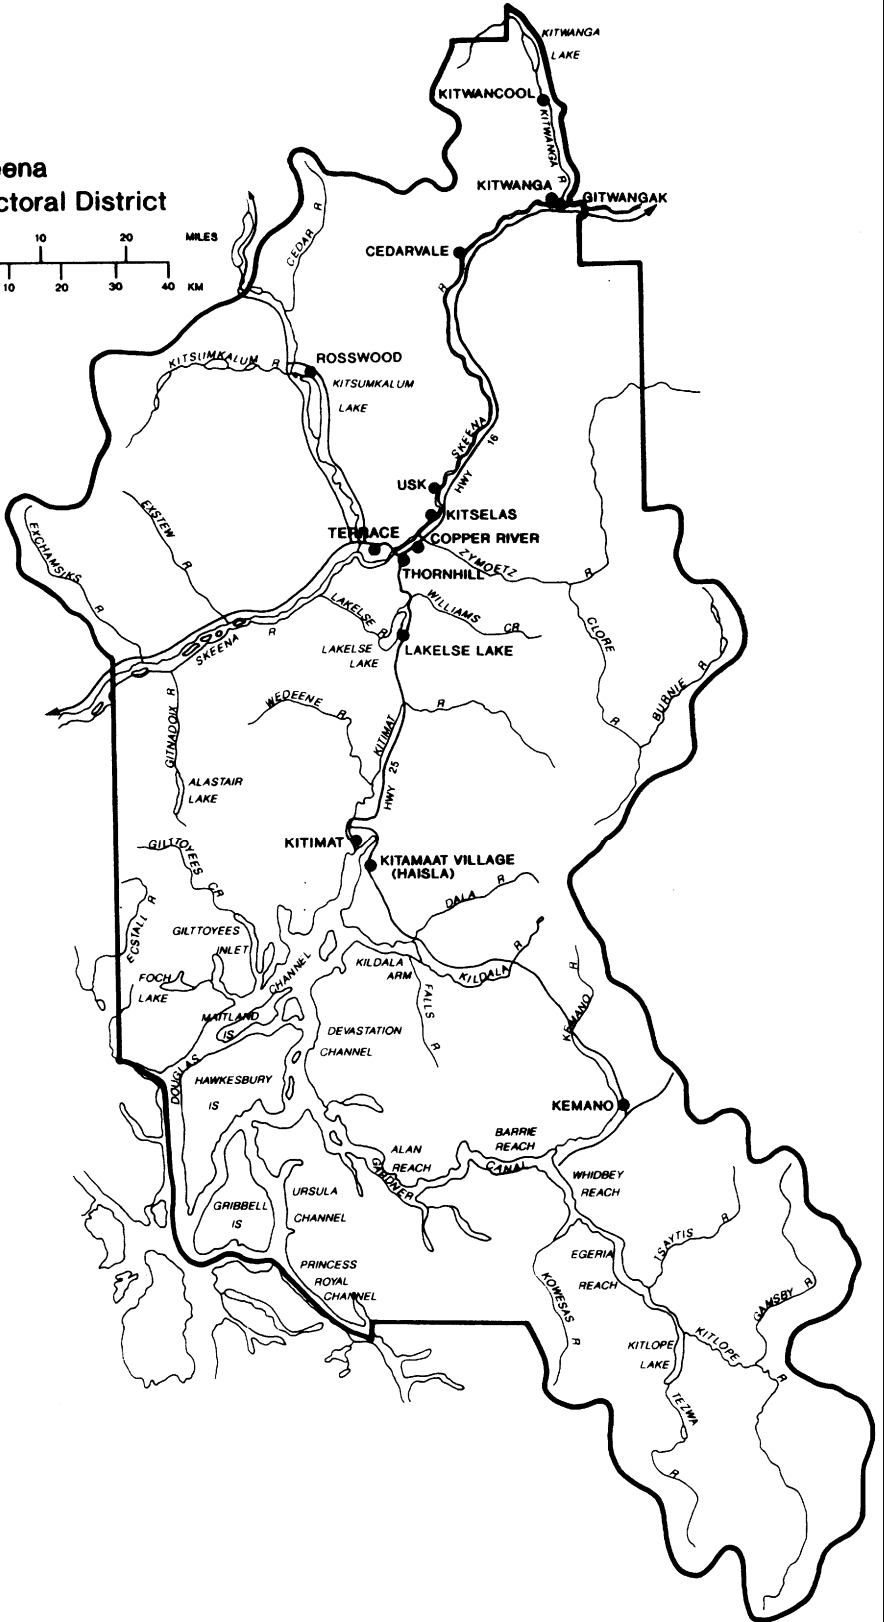 KITWANGA
LAKE
KITWANCOOL
KITWANGA R
eena
ctoral District
KITWANGA
GITWANGAK
10 20 MILES
10 20 30 40 KM
CEDAR R
CEDARVALE
R
KITSUMKALUM R
ROSSWOOD
KITSUMKALUM
LAKE
SKEENA
HWY 16
USK
KITSELAS
EXSTEW R
EXCHAMSIKS R
TERRACE
COPPER RIVER
ZYMOETZ R
THORNHILL
LAKELSE R
WILLIAMS CR
SKEENA R
LAKELSE
LAKE
LAKELSE LAKE
CLORE R
BURNIE R
WEDEENE R
KITIMAT R
GITNADOIX R
HWY 25
ALASTAIR
LAKE
KITIMAT
GILTTOYEES CR
KITAMAAT VILLAGE
(HAISLA)
DALA R
ECSTALL R
GILTTOYEES
INLET
CHANNEL
KILDALA
ARM
KILDALA R
FOCH
LAKE
FALLS R
KEMANO R
MAITLAND
IS
DEVASTATION
CHANNEL
DOUGLAS
HAWKESBURY
IS
KEMANO
BARRIE
REACH
ALAN
REACH
GARDNER
CANAL
WHIDBEY
REACH
URSULA
CHANNEL
GRIBBELL
IS
ISAYTIS R
EGERIA
REACH
PRINCESS
ROYAL
CHANNEL
KOWESAS R
GAMSBY R
KITLOPE
LAKE
KITLOPE R
TEZWA
R